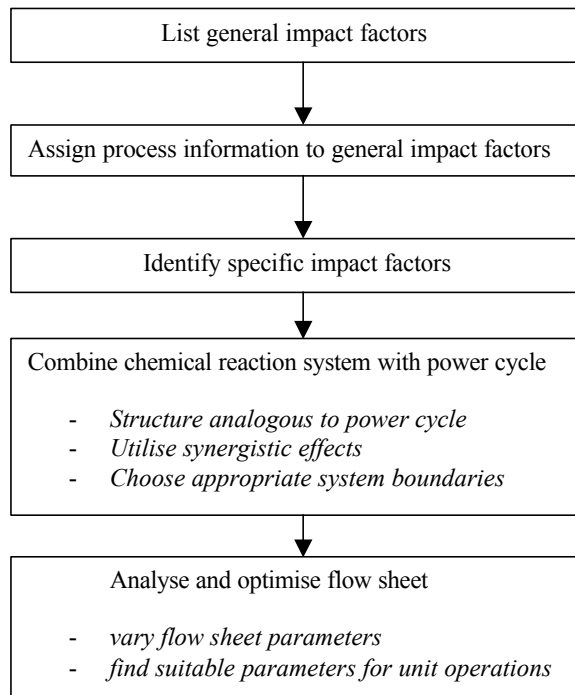 List general impact factors
Assign process information to general impact factors
Identify specific impact factors
Combine chemical reaction system with power cycle
- Structure analogous to power cycle
- Utilise synergistic effects
- Choose appropriate system boundaries
Analyse and optimise flow sheet
- vary flow sheet parameters
- find suitable parameters for unit operations